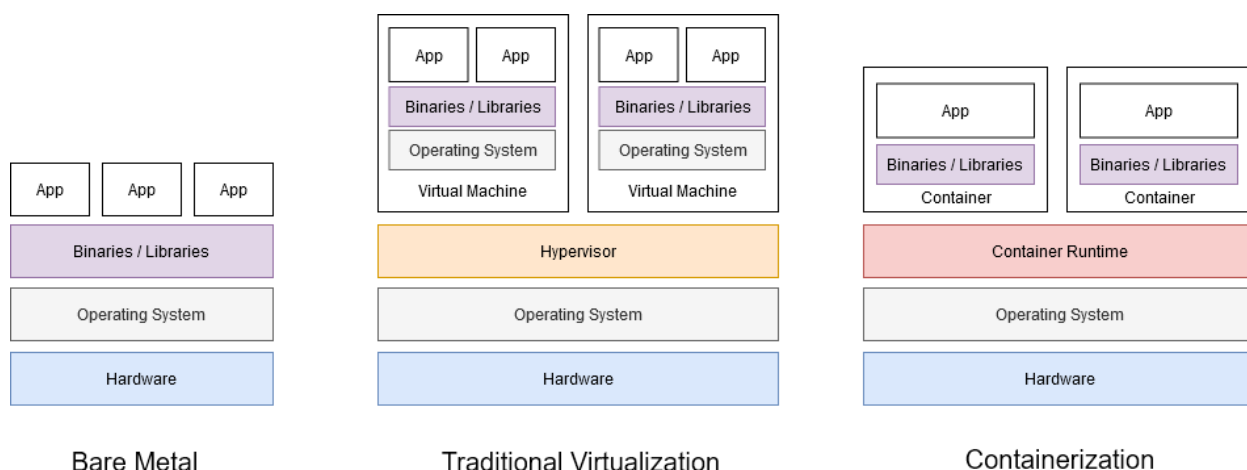 App
App
App
Binaries / Libraries
Operating System
Hardware
Bare Metal
App
App
Binaries / Libraries
Operating System
Virtual Machine
App
App
Binaries / Libraries
Operating System
Virtual Machine
Hypervisor
Operating System
Hardware
Traditional Virtualization
App
Binaries / Libraries
Container
App
Binaries / Libraries
Container
Container Runtime
Operating System
Hardware
Containerization